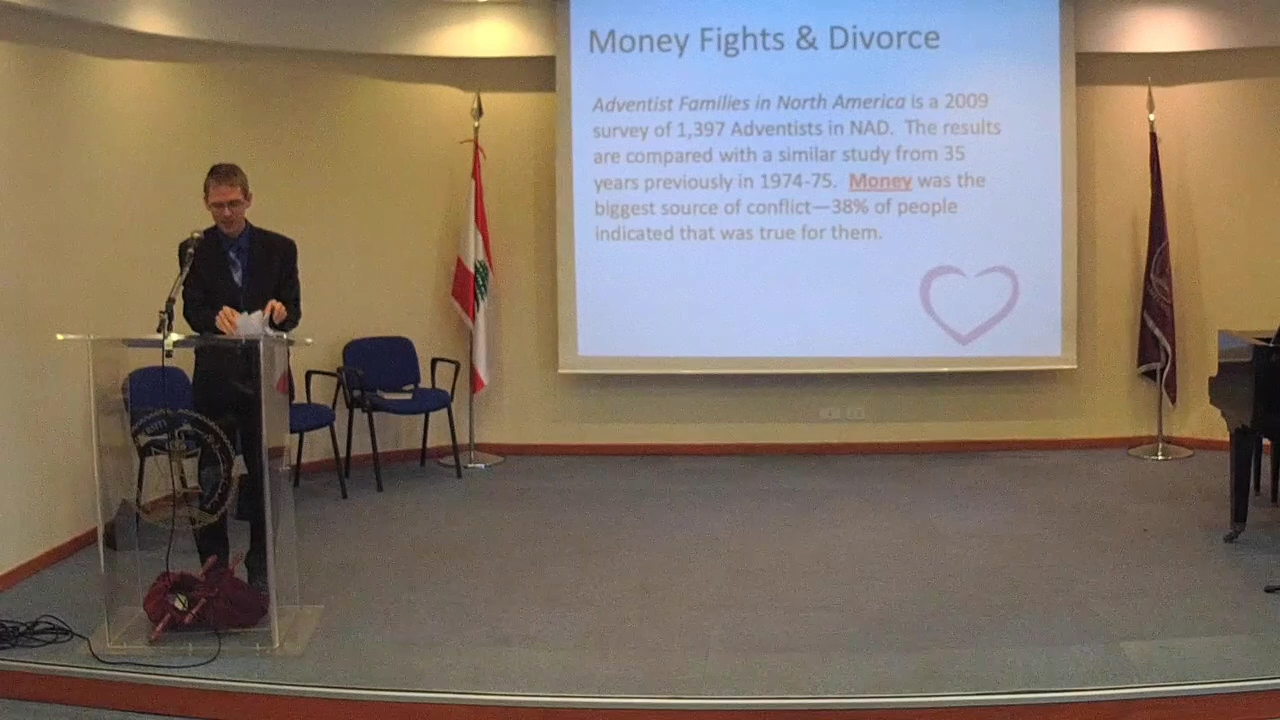 Money Fights & Divorce
Adventist Families in North America is a 2009
survey of 1,397 Adventists in NAD. The results
are compared with a similar study from 35
years previously in 1974-75. Money was the
biggest source of conflict—38% of people
indicated that was true for them.